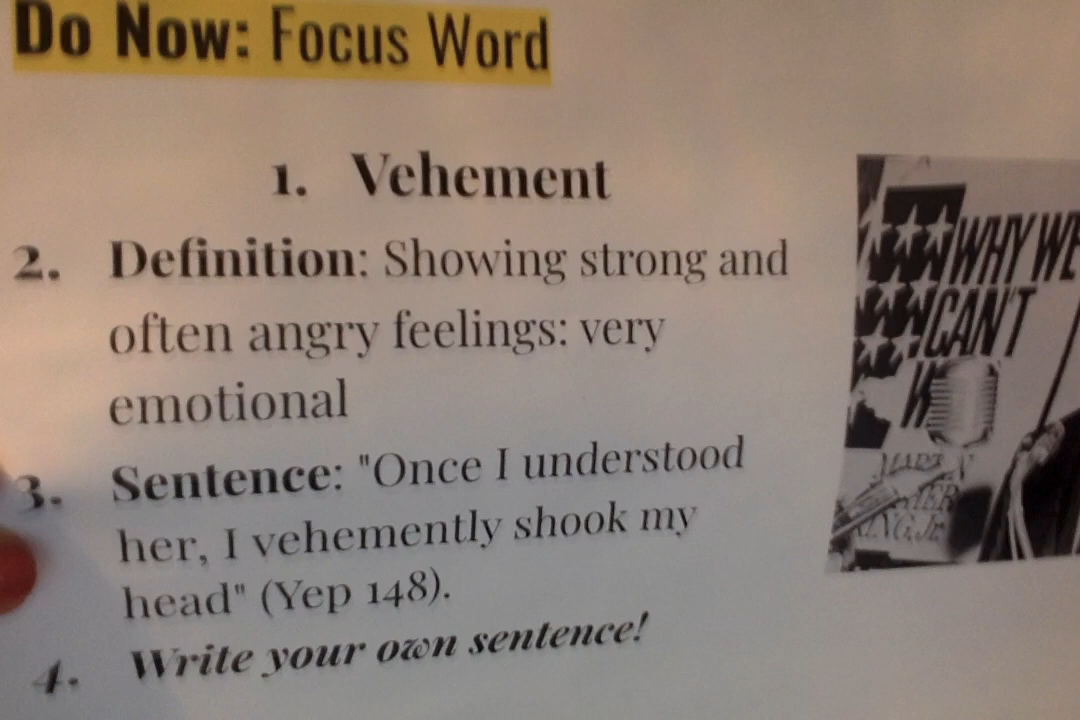 Do Now: Focus Word
1. Vehement
2. Definition: Showing strong and
often angry feelings: very
emotional
3. Sentence: "Once I understood
her, I vehemently shook my
head" (Yep 148).
4. Write your own sentence!
WHY WE
CAN'T
W
MARTIN